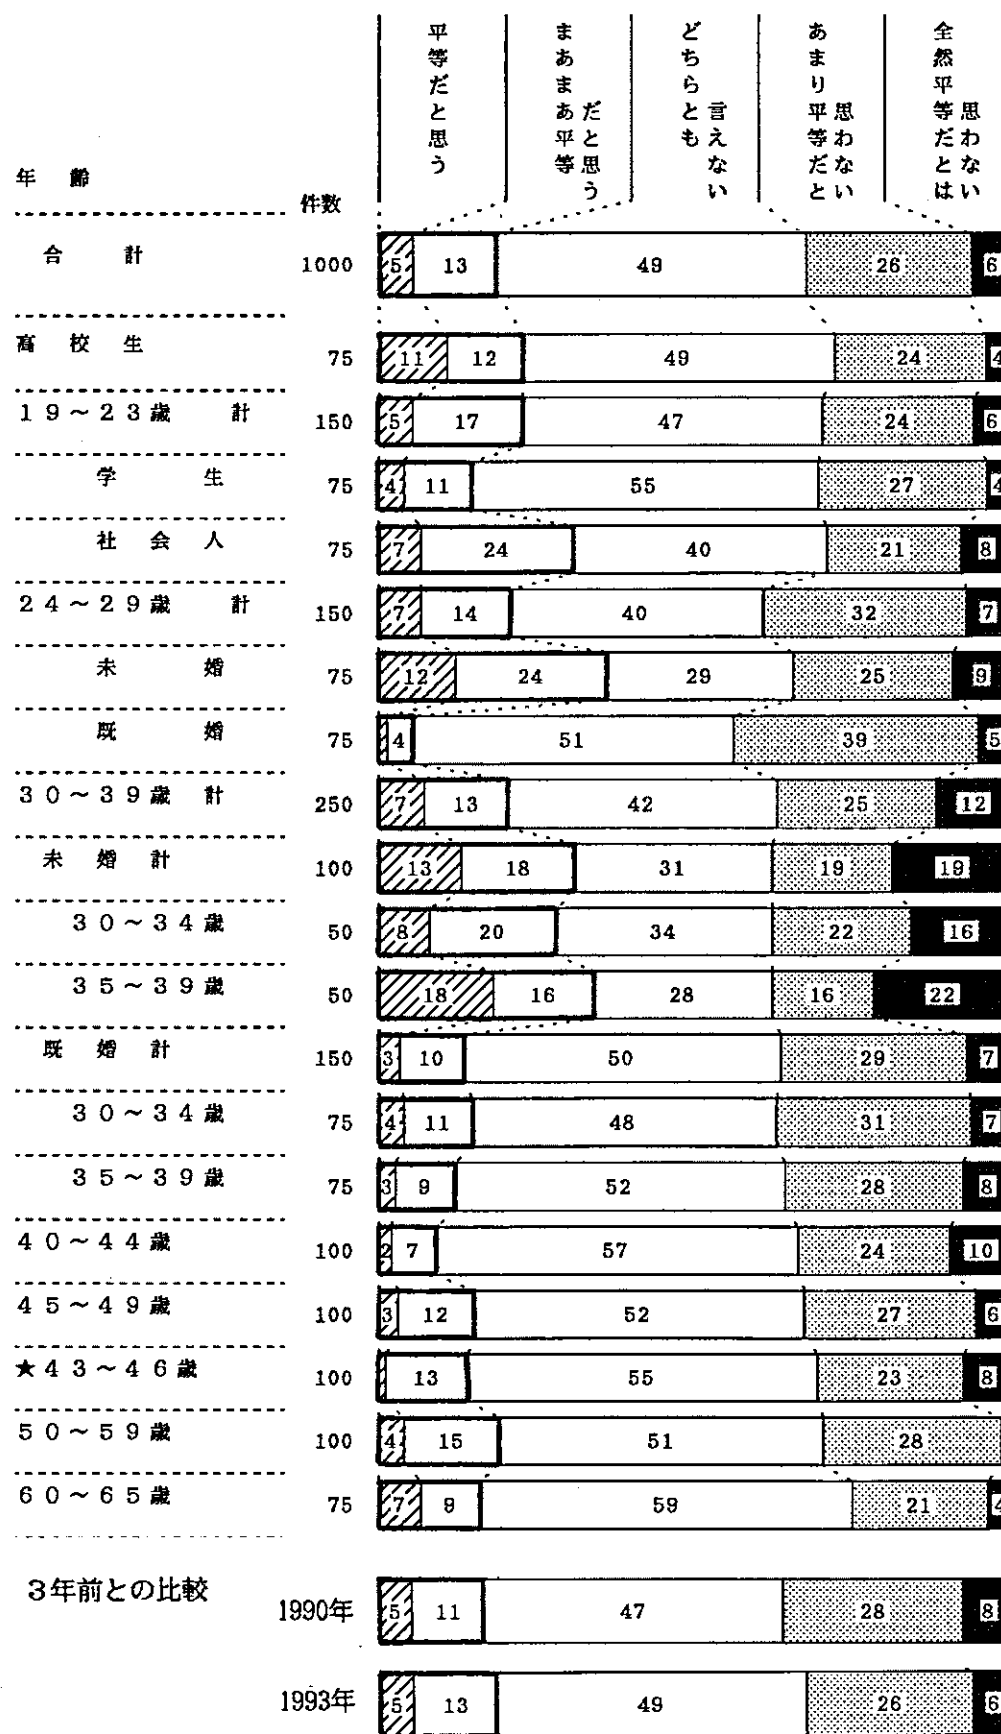 平等だと思う
まあまあ平等だと思う
どちらとも言えない
あまり平等だと思わない
全然平等だとは思わない
年齢
件数
合計 1000 5 13 49 26 6
高校生 75 11 12 49 24 4
19～23歳 計 150 5 17 47 24 6
学生 75 4 11 55 27 4
社会人 75 7 24 40 21 8
24～29歳 計 150 7 14 40 32 7
未婚 75 12 24 29 25 9
既婚 75 4 51 39 5
30～39歳 計 250 7 13 42 25 12
未婚計 100 13 18 31 19 19
30～34歳 50 8 20 34 22 16
35～39歳 50 18 16 28 16 22
既婚計 150 3 10 50 29 7
30～34歳 75 4 11 48 31 7
35～39歳 75 3 9 52 28 8
40～44歳 100 2 7 57 24 10
45～49歳 100 3 12 52 27 6
★43～46歳 100 13 55 23 8
50～59歳 100 4 15 51 28
60～65歳 75 7 9 59 21 4
3年前との比較
1990年 5 11 47 28 8
1993年 5 13 49 26 6